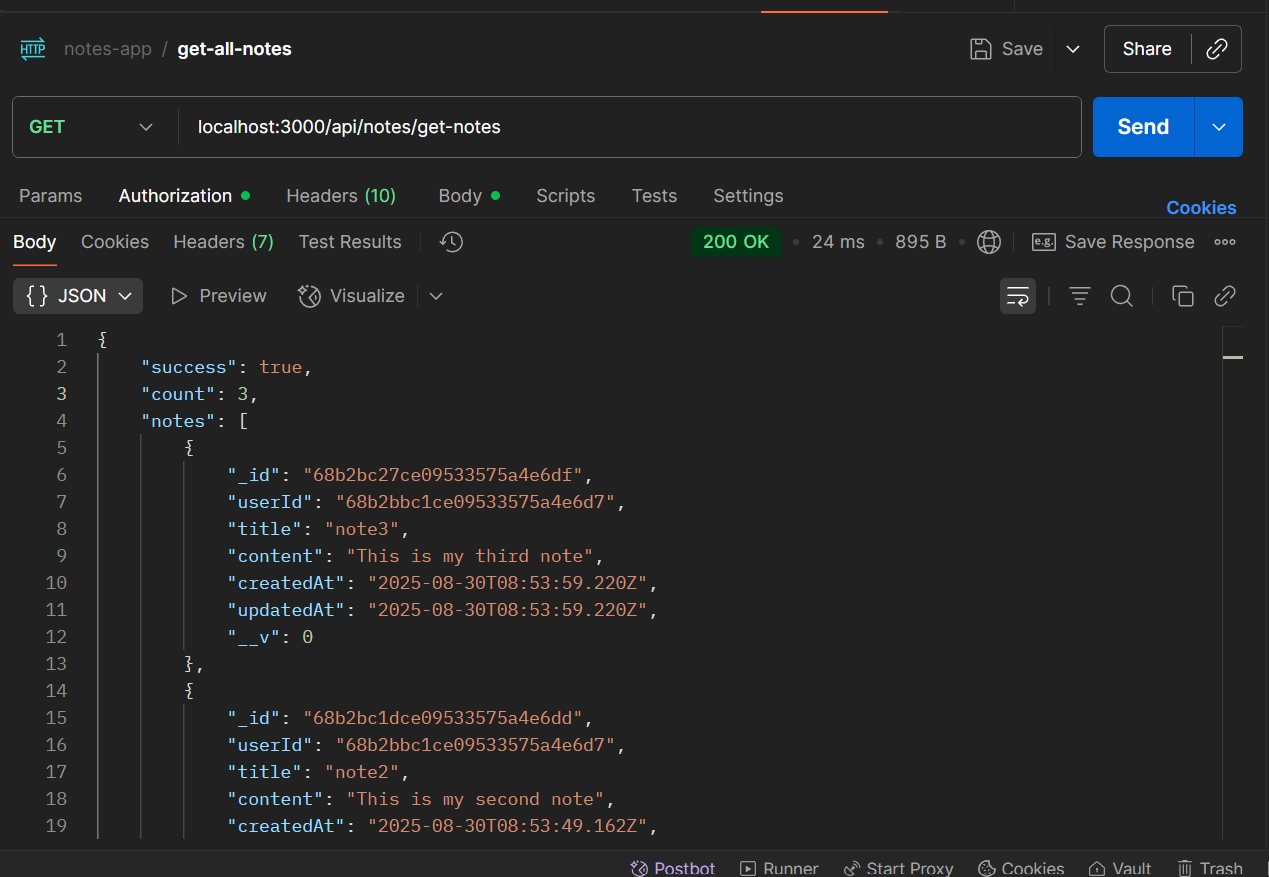 HTTP notes-app / get-all-notes Save Share
GET localhost:3000/api/notes/get-notes Send
Params Authorization Headers (10) Body Scripts Tests Settings
Cookies
Body Cookies Headers (7) Test Results 200 OK 24 ms 895 B e.g. Save Response
{} JSON Preview Visualize
1 {
2 "success": true,
3 "count": 3,
4 "notes": [
5 {
6 "_id": "68b2bc27ce09533575a4e6df",
7 "userId": "68b2bbc1ce09533575a4e6d7",
8 "title": "note3",
9 "content": "This is my third note",
10 "createdAt": "2025-08-30T08:53:59.220Z",
11 "updatedAt": "2025-08-30T08:53:59.220Z",
12 "__v": 0
13 },
14 {
15 "_id": "68b2bc1dce09533575a4e6dd",
16 "userId": "68b2bbc1ce09533575a4e6d7",
17 "title": "note2",
18 "content": "This is my second note",
19 "createdAt": "2025-08-30T08:53:49.162Z",
Postbot Runner Start Proxy Cookies Vault Trash